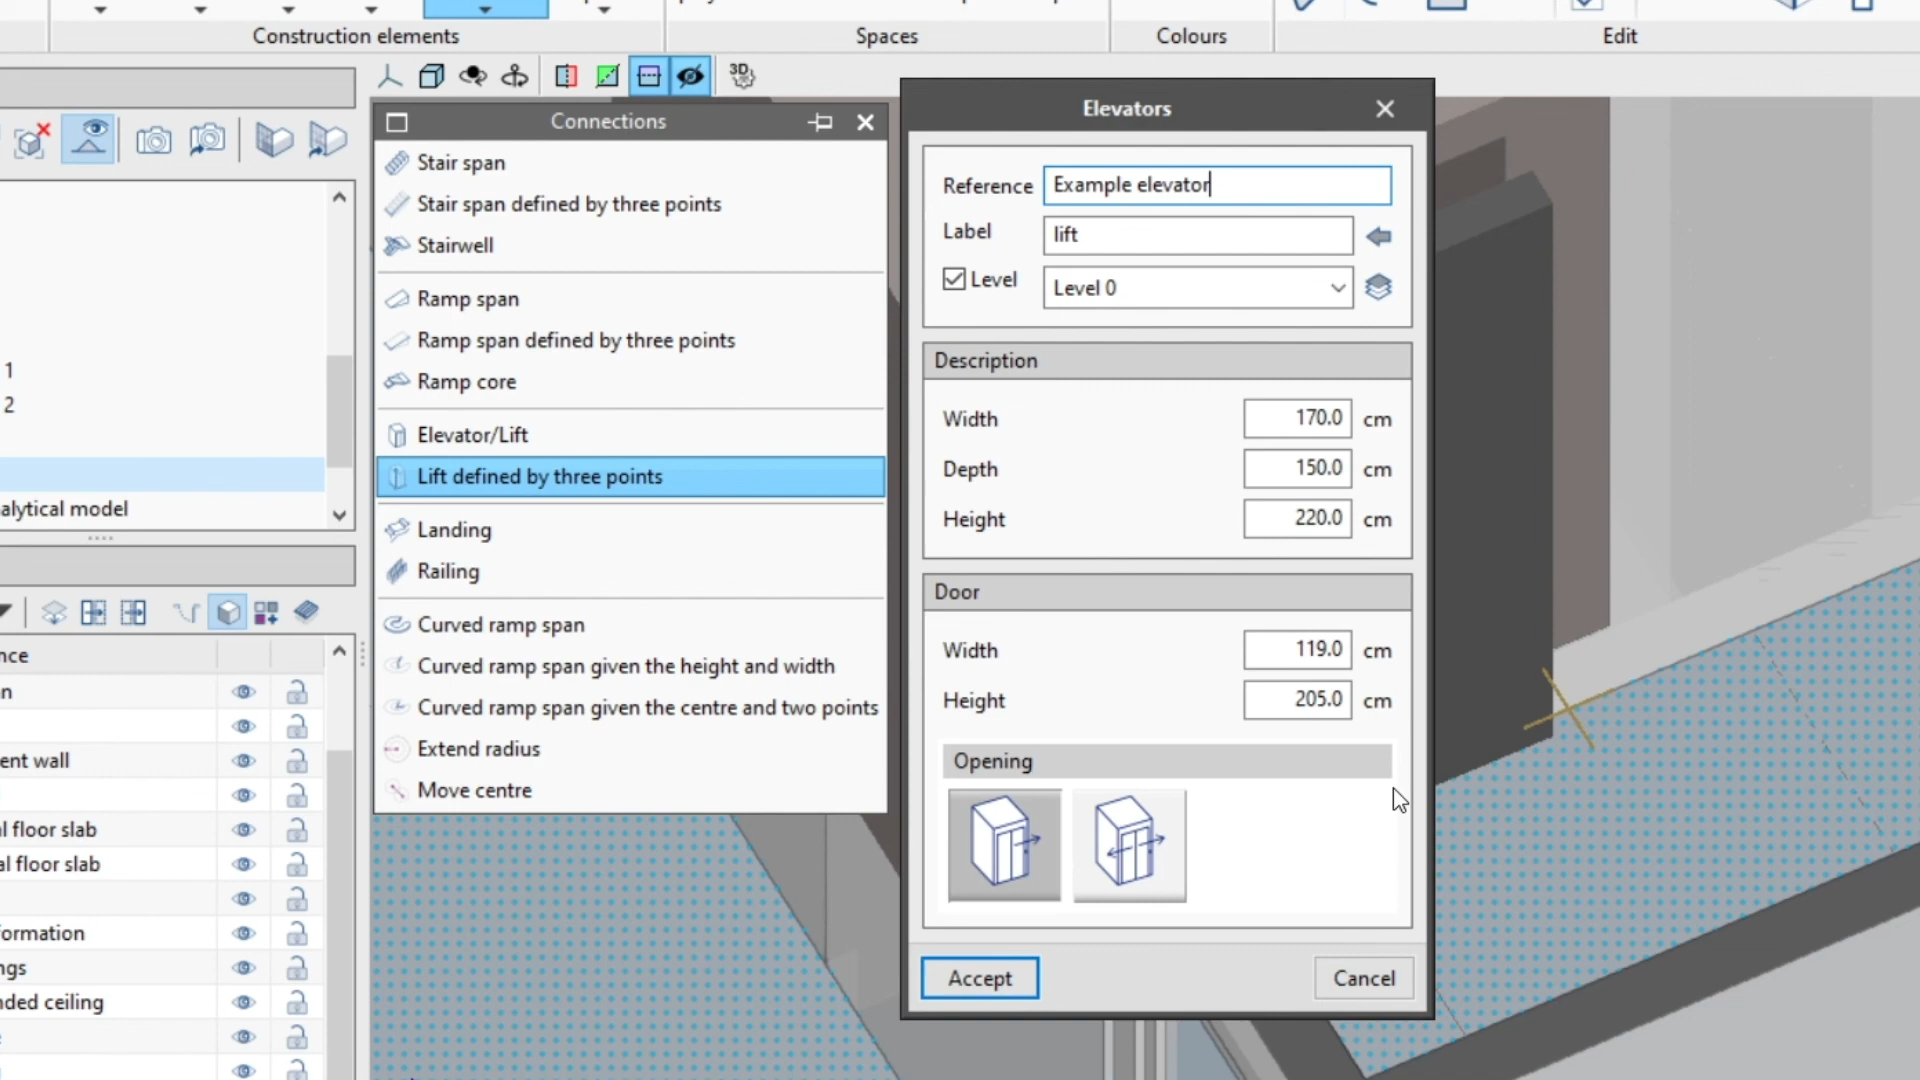 Construction elements
Spaces
Colours
Edit
3D
Connections
Stair span
Stair span defined by three points
Stairwell
Ramp span
Ramp span defined by three points
Ramp core
Elevator/Lift
Lift defined by three points
Landing
Railing
Curved ramp span
Curved ramp span given the height and width
Curved ramp span given the centre and two points
Extend radius
Move centre
Elevators
Reference Example elevator
Label lift
Level Level 0
Description
Width 170.0 cm
Depth 150.0 cm
Height 220.0 cm
Door
Width 119.0 cm
Height 205.0 cm
Opening
Accept Cancel
1
2
alytical model
nce
n
ent wall
l floor slab
al floor slab
ormation
ngs
nded ceiling